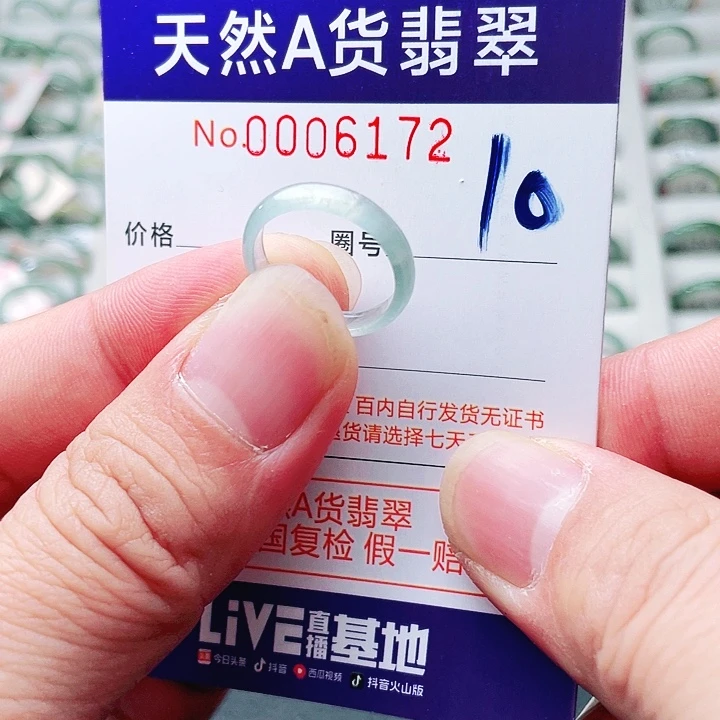 天然A货翡翠
No.0006172
10
价格
圈号
百内自行发货无证书
货请选择七天
A货翡翠
国复检 假一赔
LiVE直播基地
今日头条 抖音 西瓜视频 抖音火山版